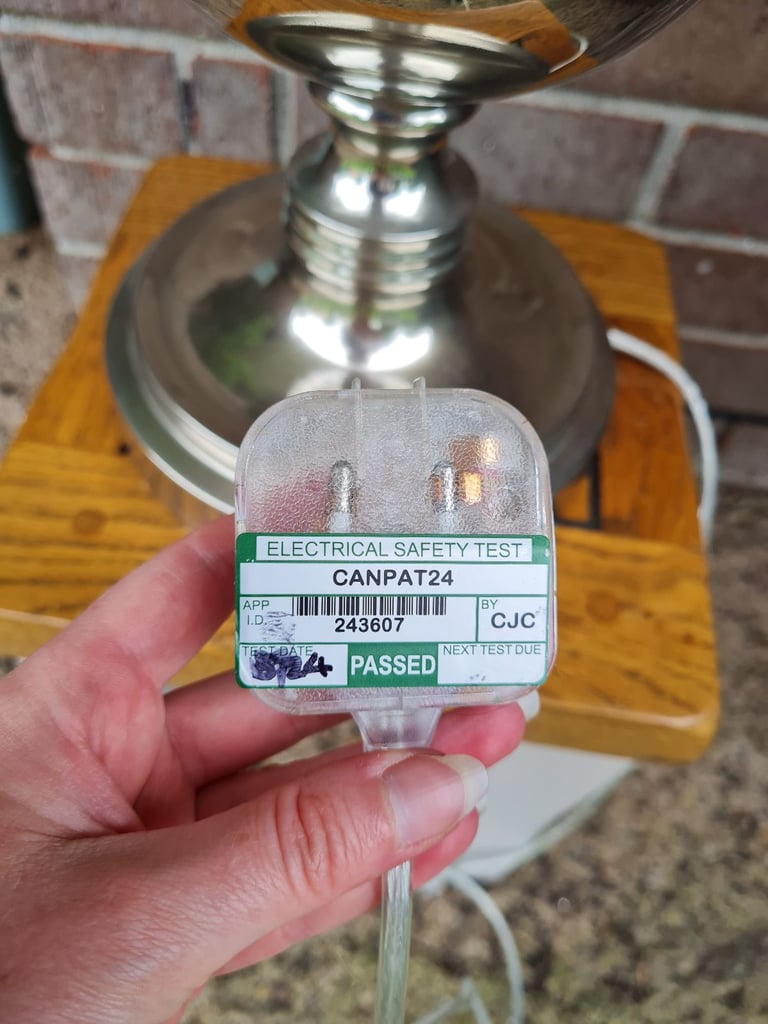 ELECTRICAL SAFETY TEST
CANPAT24
APP I.D. 243607 BY CJC
TEST DATE PASSED NEXT TEST DUE